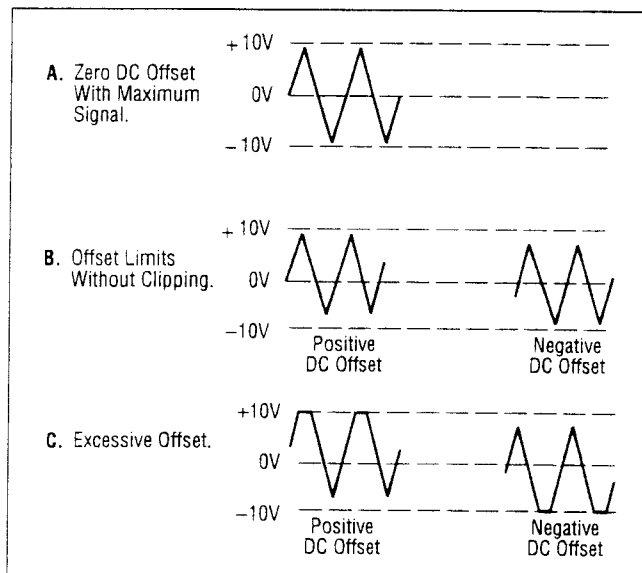 +10V
A. Zero DC Offset
With Maximum
Signal.
0V
−10V
+10V
B. Offset Limits
Without Clipping.
0V
−10V
Positive
DC Offset
Negative
DC Offset
+10V
C. Excessive Offset.
0V
−10V
Positive
DC Offset
Negative
DC Offset